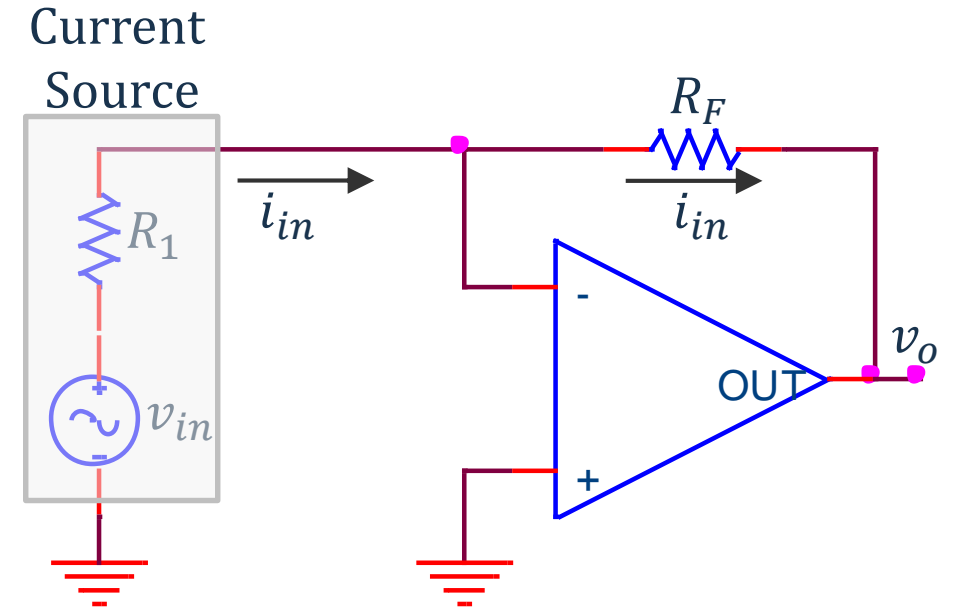 Current
Source
R_F
i_in
i_in
R_1
-
v_o
OUT
+
v_in
+
-